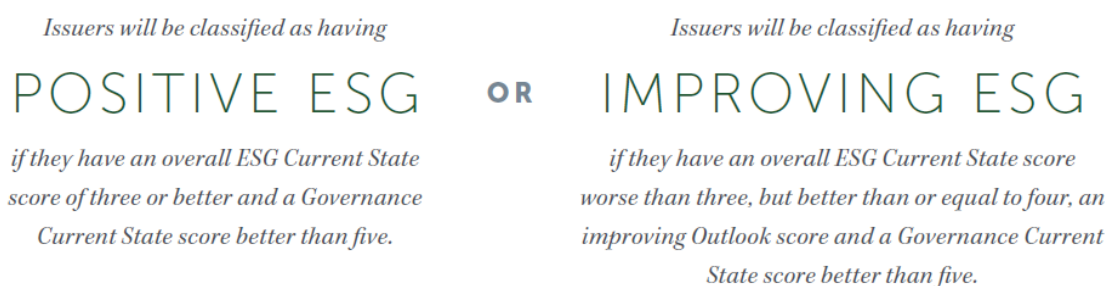 Issuers will be classified as having
POSITIVE ESG
if they have an overall ESG Current State
score of three or better and a Governance
Current State score better than five.
OR
Issuers will be classified as having
IMPROVING ESG
if they have an overall ESG Current State score
worse than three, but better than or equal to four, an
improving Outlook score and a Governance Current
State score better than five.